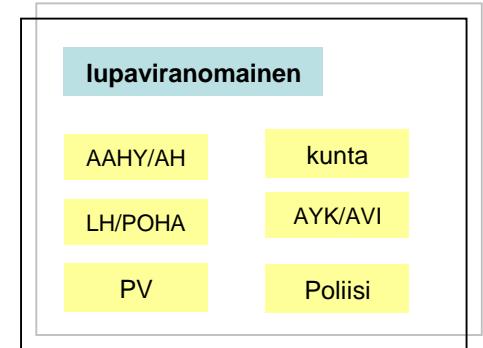 lupaviranomainen
AAHY/AH
kunta
LH/POHA
AYK/AVI
PV
Poliisi